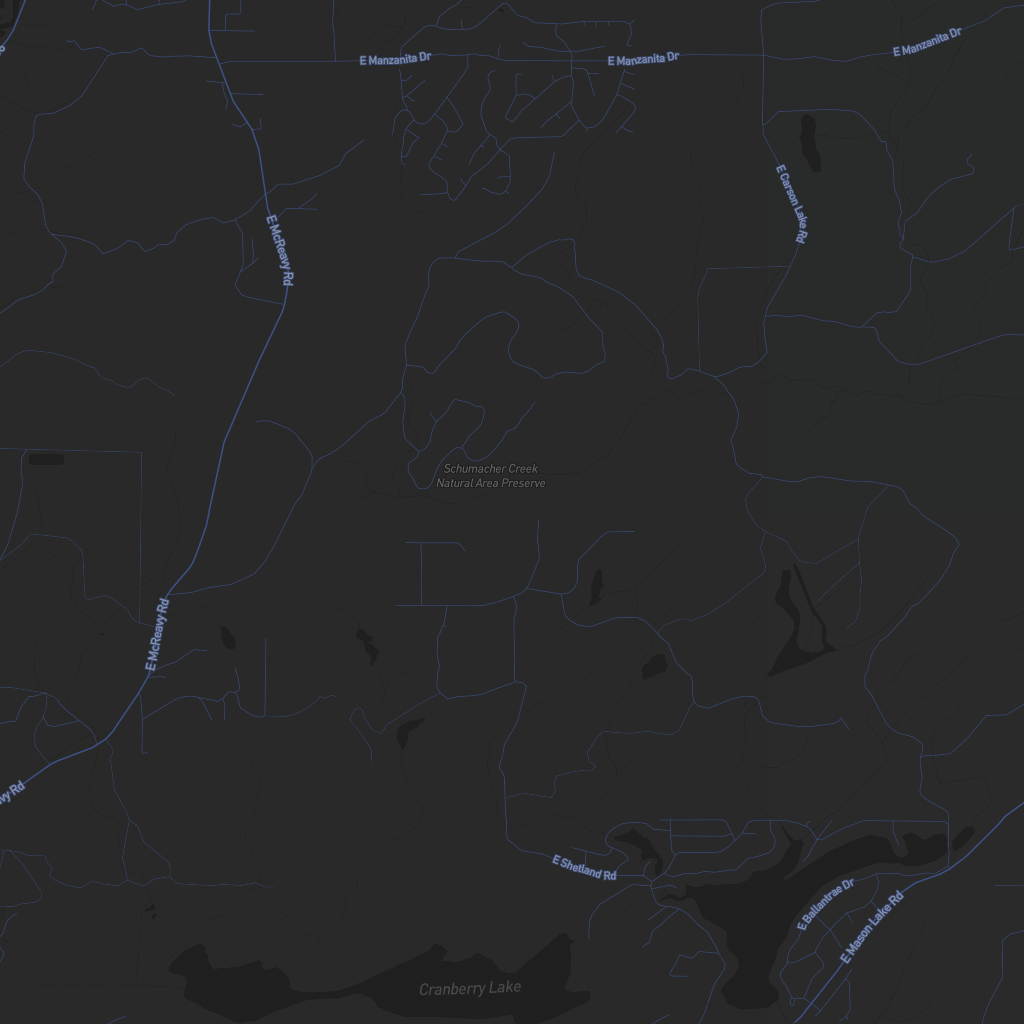 E Manzanita Dr
E Manzanita Dr
E Manzanita Dr
E Carson Lake Rd
E McReavy Rd
Schumacher Creek
Natural Area Preserve
E McReavy Rd
Rd
E Shetland Rd
E Ballantrae Dr
E Mason Lake Rd
Cranberry Lake